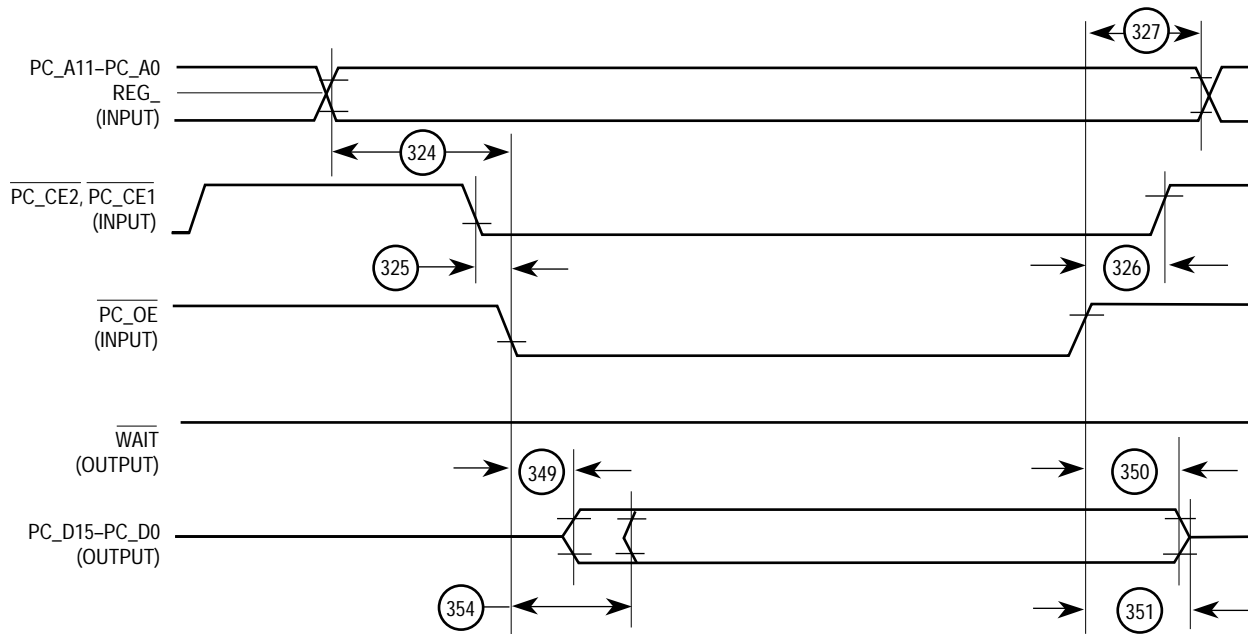 327
PC_A11–PC_A0
REG_
(INPUT)
324
PC_CE2, PC_CE1
(INPUT)
325
326
PC_OE
(INPUT)
WAIT
(OUTPUT)
349
350
PC_D15–PC_D0
(OUTPUT)
354
351